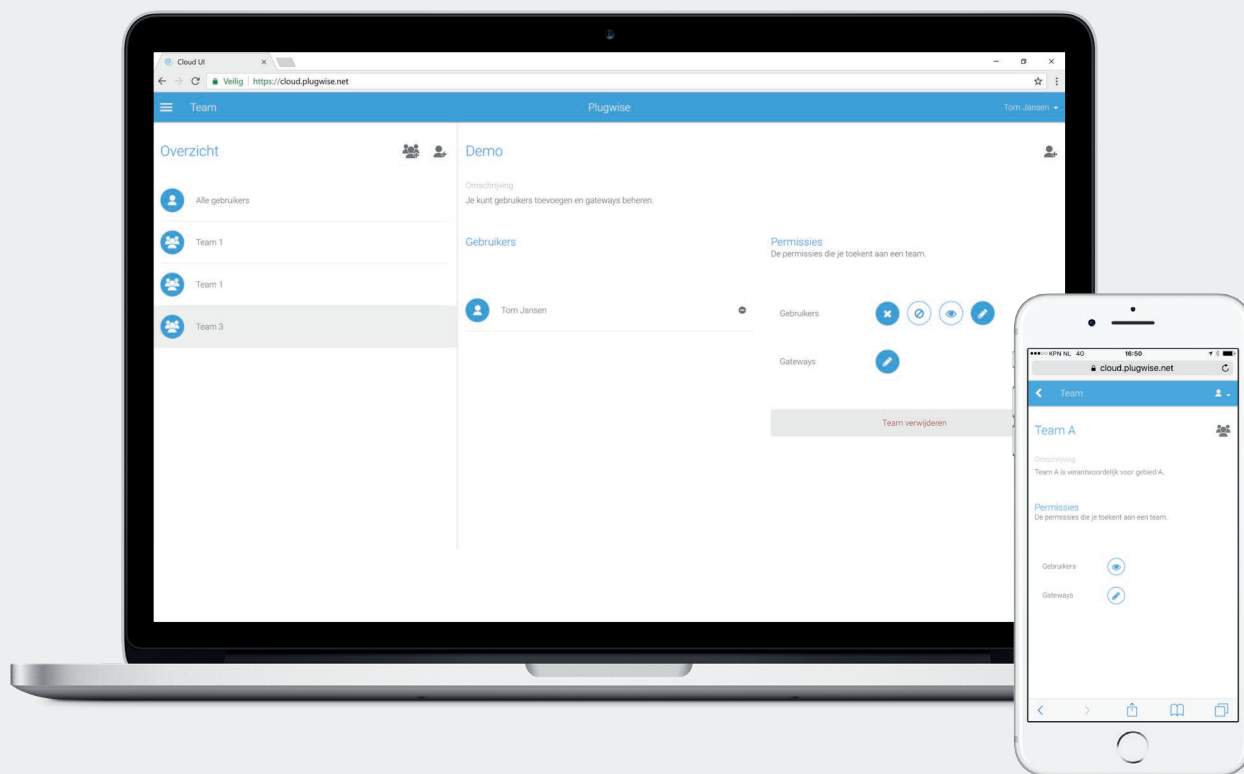 Cloud UI
Veilig https://cloud.plugwise.net
Team
Plugwise
Tom Jansen
Overzicht
Alle gebruikers
Team 1
Team 1
Team 3
Demo
Omschrijving
Je kunt gebruikers toevoegen en gateways beheren.
Gebruikers
Tom Jansen
Permissies
De permissies die je toekent aan een team.
Gebruikers
Gateways
Team verwijderen
KPN NL 4G 16:50
cloud.plugwise.net
Team
Team A
Omschrijving
Team A is verantwoordelijk voor gebied A.
Permissies
De permissies die je toekent aan een team.
Gebruikers
Gateways